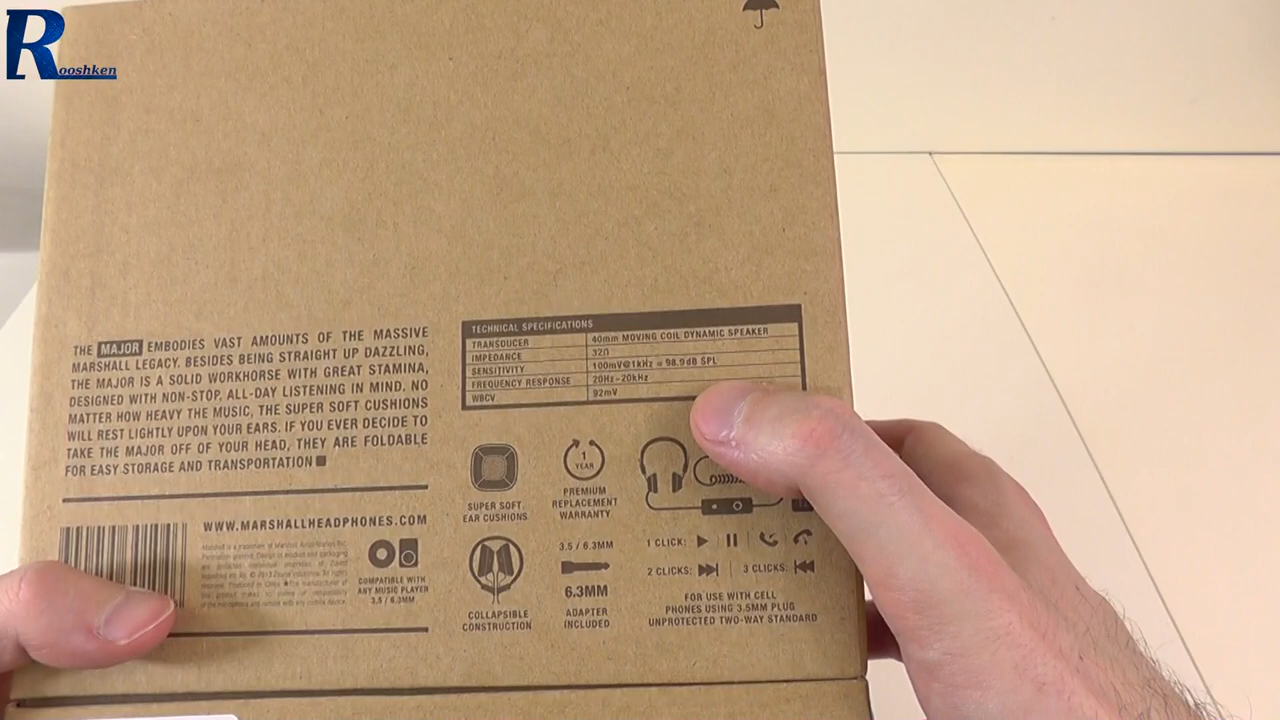 Rooshken
THE MAJOR EMBODIES VAST AMOUNTS OF THE MASSIVE
MARSHALL LEGACY. BESIDES BEING STRAIGHT UP DAZZLING,
THE MAJOR IS A SOLID WORKHORSE WITH GREAT STAMINA,
DESIGNED WITH NON-STOP, ALL-DAY LISTENING IN MIND. NO
MATTER HOW HEAVY THE MUSIC, THE SUPER SOFT CUSHIONS
WILL REST LIGHTLY UPON YOUR EARS. IF YOU EVER DECIDE TO
TAKE THE MAJOR OFF OF YOUR HEAD, THEY ARE FOLDABLE
FOR EASY STORAGE AND TRANSPORTATION
WWW.MARSHALLHEADPHONES.COM
Marshall is a trademark of Marshall Amplification Plc.
COMPATIBLE WITH
ANY MUSIC PLAYER
3.5 / 6.3MM
TECHNICAL SPECIFICATIONS
TRANSDUCER 40mm MOVING COIL DYNAMIC SPEAKER
IMPEDANCE 32Ω
SENSITIVITY 100mV@1kHz = 98.9dB SPL
FREQUENCY RESPONSE 20Hz-20kHz
WBCV 92mV
SUPER SOFT
EAR CUSHIONS
1
YEAR
PREMIUM
REPLACEMENT
WARRANTY
COLLAPSIBLE
CONSTRUCTION
3.5 / 6.3MM
6.3MM
ADAPTER
INCLUDED
1 CLICK:
2 CLICKS:
3 CLICKS:
FOR USE WITH CELL
PHONES USING 3.5MM PLUG
UNPROTECTED TWO-WAY STANDARD